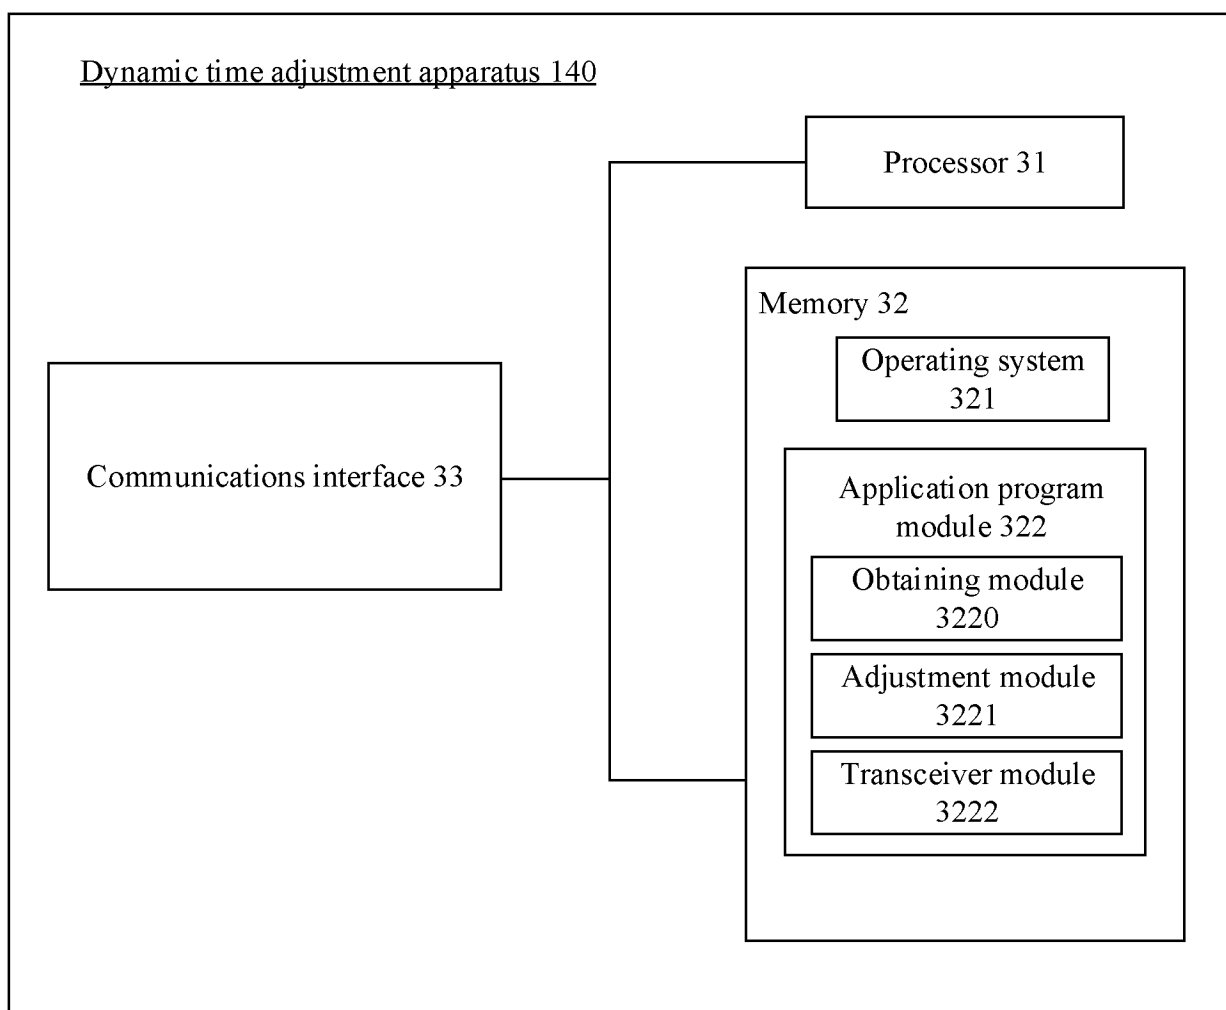 Dynamic time adjustment apparatus 140
Processor 31
Memory 32
Operating system
321
Communications interface 33
Application program
module 322
Obtaining module
3220
Adjustment module
3221
Transceiver module
3222